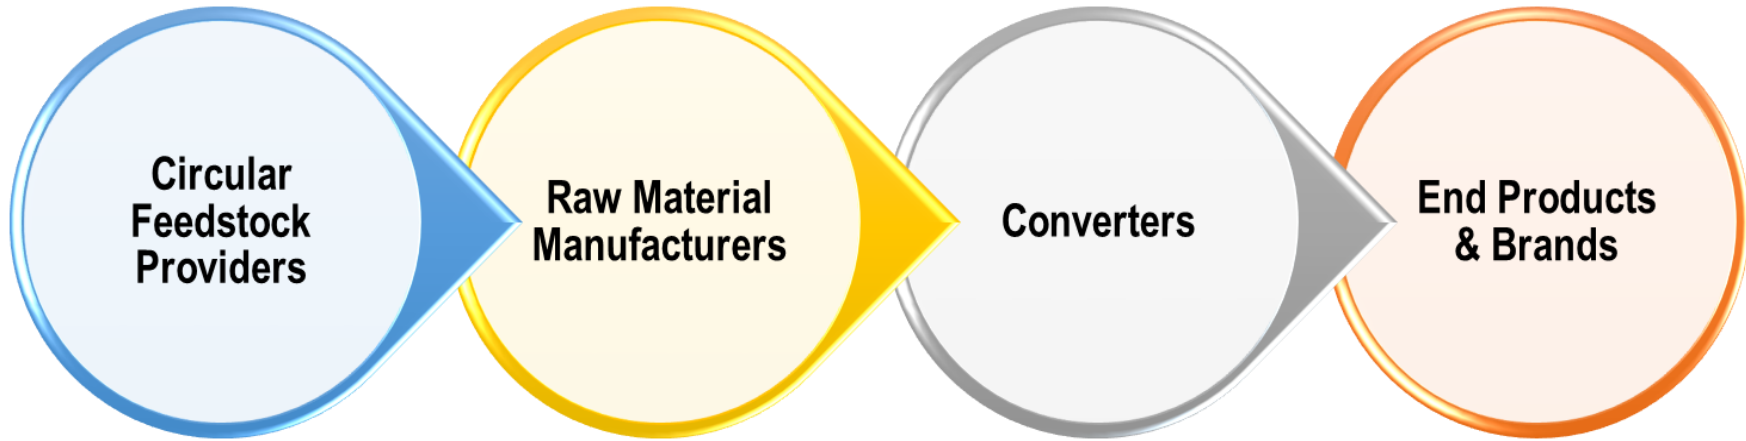 Circular
Feedstock
Providers
Raw Material
Manufacturers
Converters
End Products
& Brands